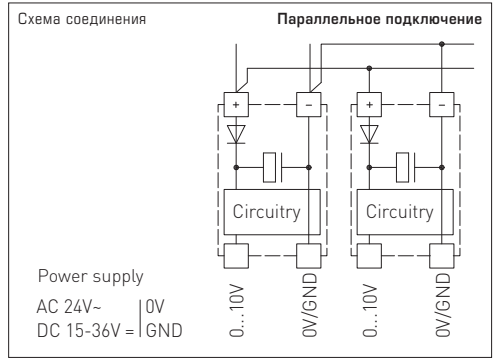 Схема соединения
Параллельное подключение
+ − + −
Circuitry Circuitry
Power supply
AC 24V~ 0V
DC 15-36V = GND
0...10V
0V/GND
0...10V
0V/GND